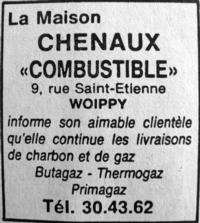 La Maison
CHENAUX
«COMBUSTIBLE»
9, rue Saint-Etienne
WOIPPY
informe son aimable clientèle
qu'elle continue les livraisons
de charbon et de gaz
Butagaz - Thermogaz
Primagaz
Tél. 30.43.62